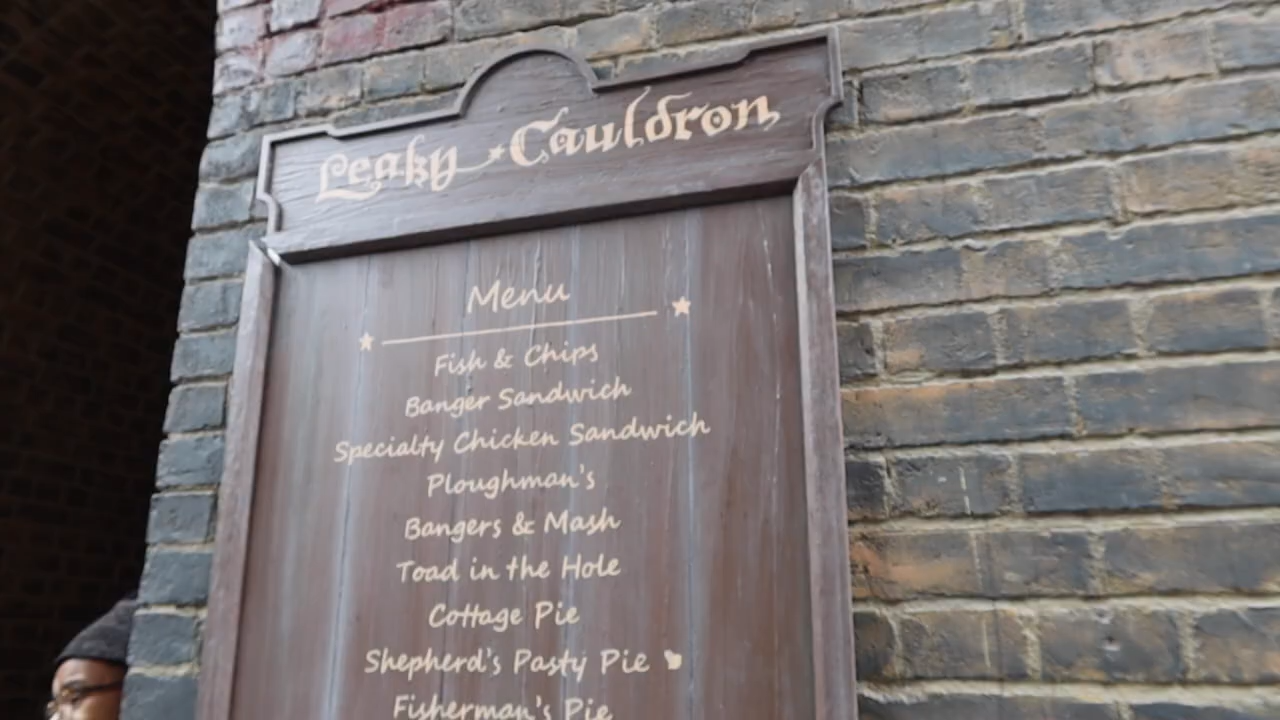 Leaky Cauldron
Menu
Fish & Chips
Banger Sandwich
Specialty Chicken Sandwich
Ploughman's
Bangers & Mash
Toad in the Hole
Cottage Pie
Shepherd's Pasty Pie
Fisherman's Pie